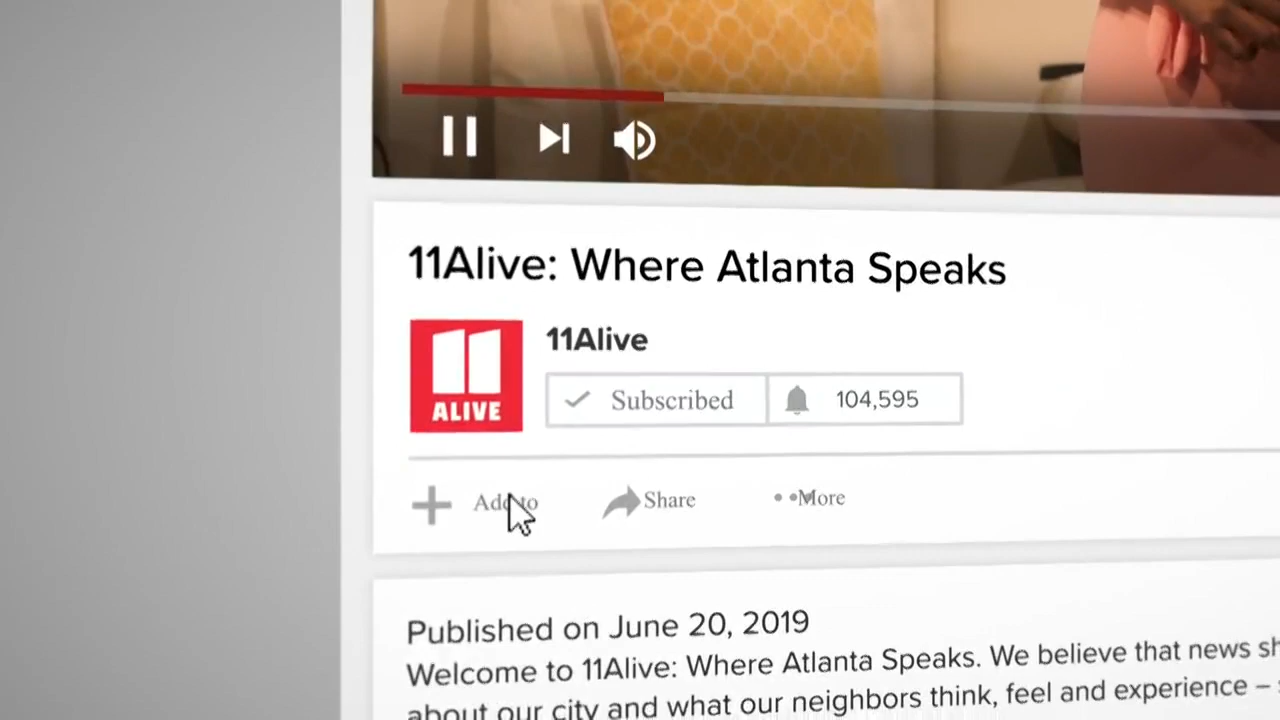 11Alive: Where Atlanta Speaks
11
ALIVE
11Alive
Subscribed 104,595
Add to Share More
Published on June 20, 2019
Welcome to 11Alive: Where Atlanta Speaks. We believe that news
about our city and what our neighbors think, feel and experience –